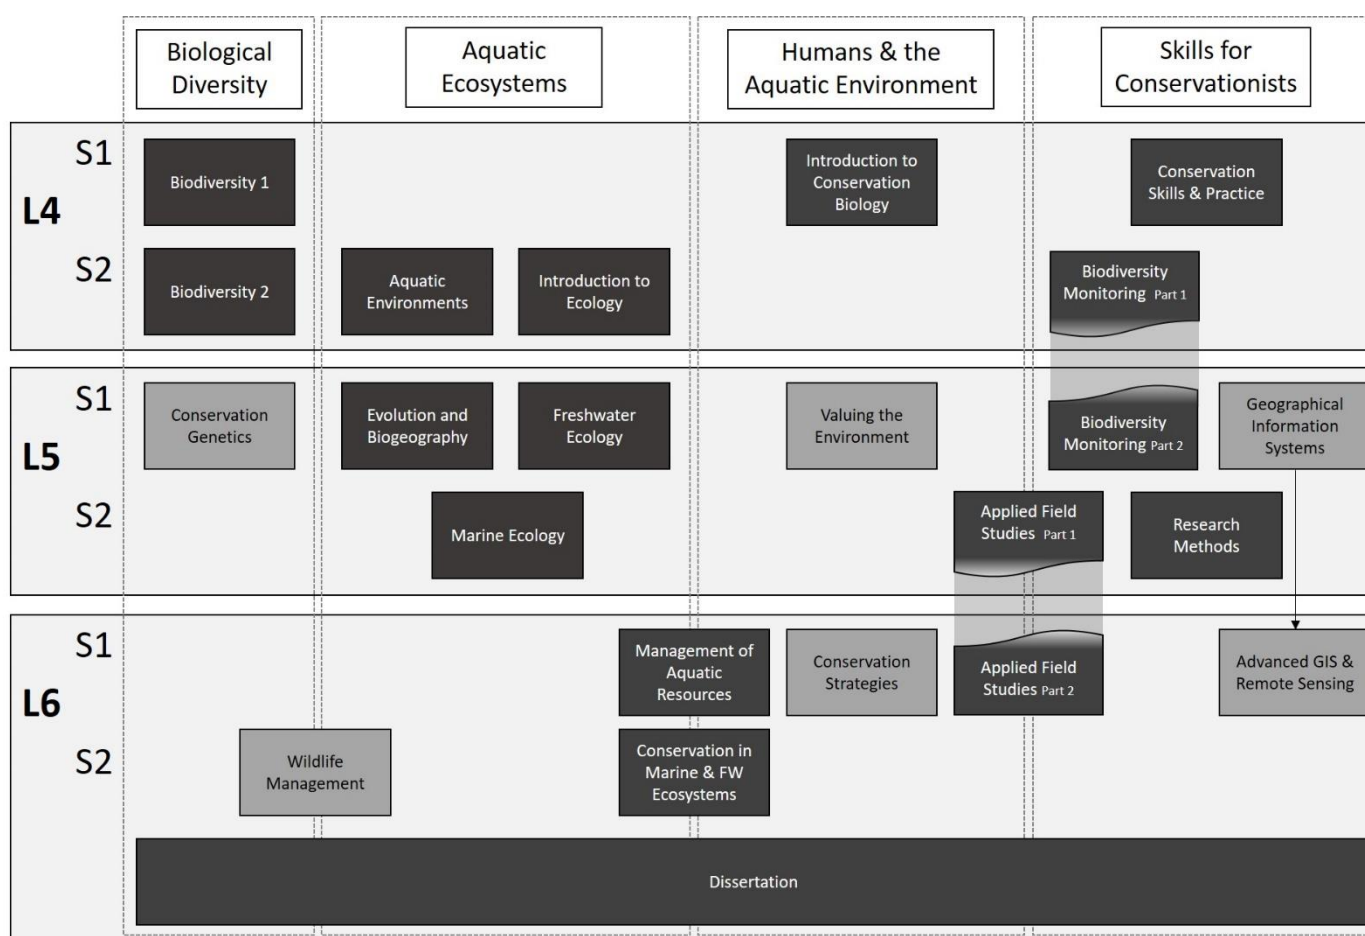 Biological
Diversity
Aquatic
Ecosystems
Humans & the
Aquatic Environment
Skills for
Conservationists
L4
S1
Biodiversity 1
Introduction to
Conservation
Biology
Conservation
Skills & Practice
S2
Biodiversity 2
Aquatic
Environments
Introduction to
Ecology
Biodiversity
Monitoring Part 1
L5
S1
Conservation
Genetics
Evolution and
Biogeography
Freshwater
Ecology
Valuing the
Environment
Biodiversity
Monitoring Part 2
Geographical
Information
Systems
S2
Marine Ecology
Applied Field
Studies Part 1
Research
Methods
L6
S1
Management of
Aquatic
Resources
Conservation
Strategies
Applied Field
Studies Part 2
Advanced GIS &
Remote Sensing
S2
Wildlife
Management
Conservation in
Marine & FW
Ecosystems
Dissertation